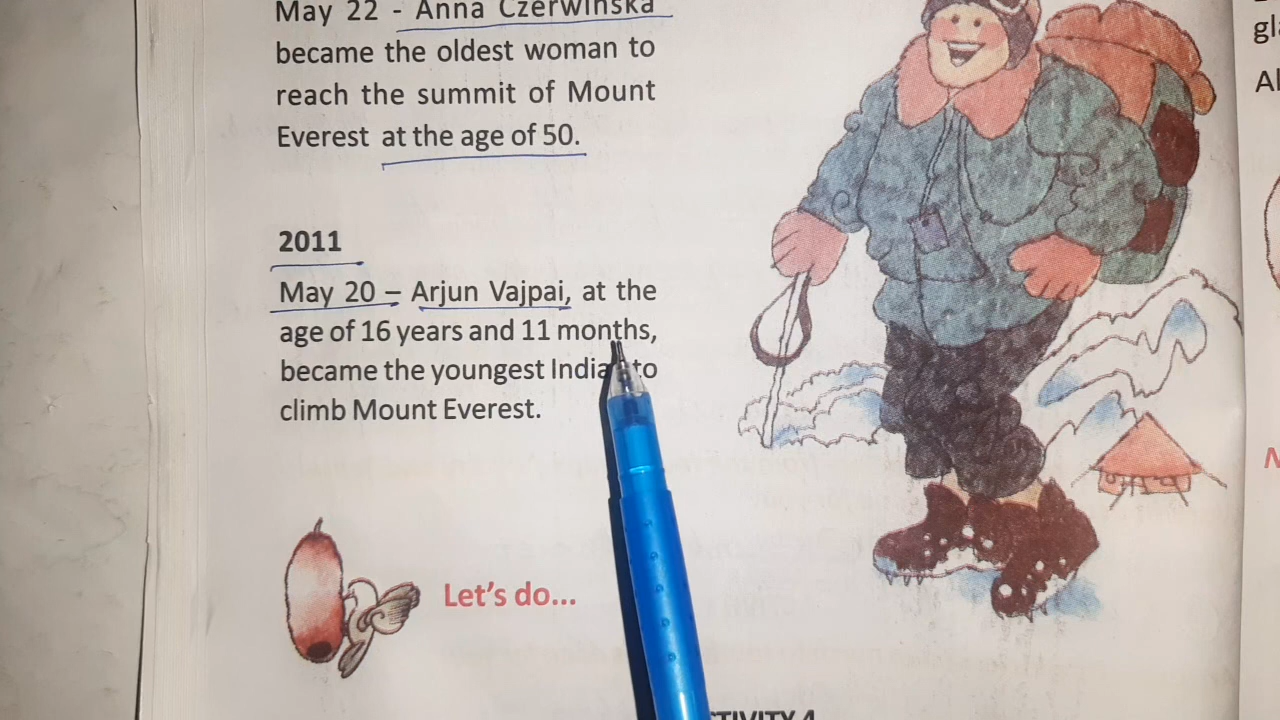 May 22 - Anna Czerwinska
became the oldest woman to
reach the summit of Mount
Everest at the age of 50.
2011
May 20 – Arjun Vajpai, at the
age of 16 years and 11 months,
became the youngest Indian to
climb Mount Everest.
Let's do...